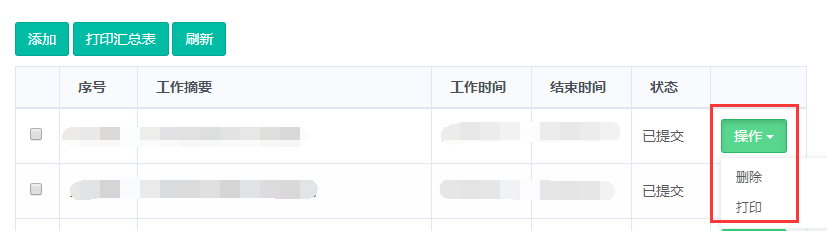 添加 打印汇总表 刷新
序号 工作摘要 工作时间 结束时间 状态
已提交 操作
删除
已提交
打印